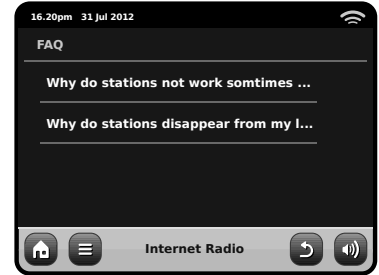 16.20pm 31 Jul 2012
FAQ
Why do stations not work somtimes ...
Why do stations disappear from my l...
Internet Radio